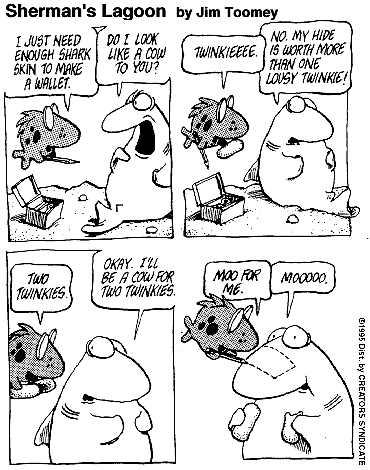 Sherman's Lagoon by Jim Toomey
I JUST NEED
ENOUGH SHARK
SKIN TO MAKE
A WALLET.
DO I LOOK
LIKE A COW
TO YOU?
TWINKIEEEE.
NO. MY HIDE
IS WORTH MORE
THAN ONE
LOUSY TWINKIE!
TWO
TWINKIES.
OKAY. I'LL
BE A COW FOR
TWO TWINKIES.
MOO FOR
ME.
MOOOOO.
©1995 Dist. by CREATORS SYNDICATE